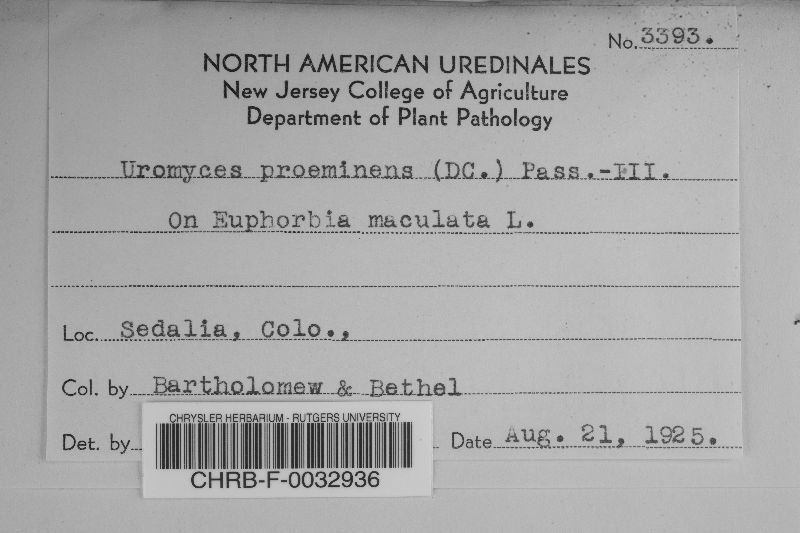 No. 3393.
NORTH AMERICAN UREDINALES
New Jersey College of Agriculture
Department of Plant Pathology
Uromyces proeminens (DC.) Pass.-III.
On Euphorbia maculata L.
Loc. Sedalia, Colo.,
Col. by Bartholomew & Bethel
Det. by
Date Aug. 21, 1925.
CHRYSLER HERBARIUM - RUTGERS UNIVERSITY
CHRB-F-0032936